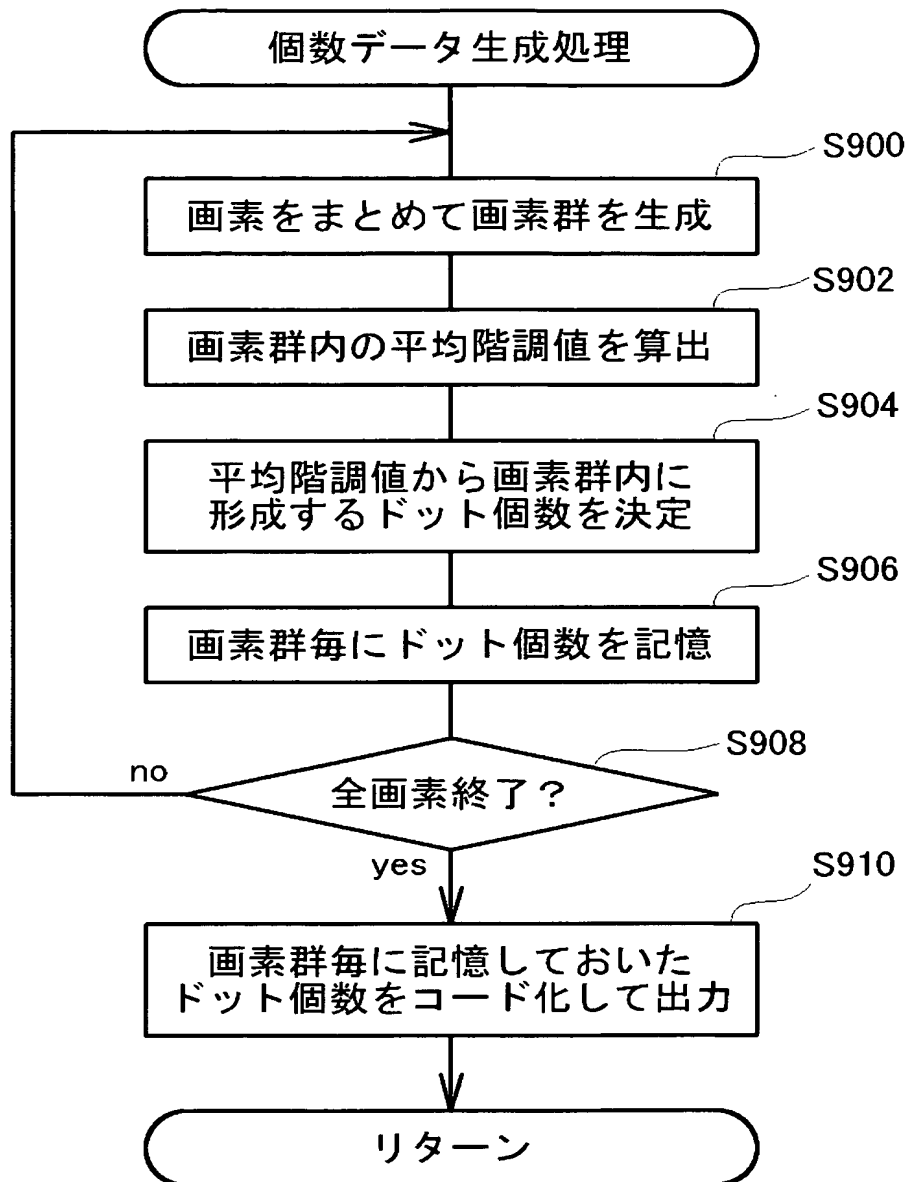 個数データ生成処理
S900
画素をまとめて画素群を生成
S902
画素群内の平均階調値を算出
S904
平均階調値から画素群内に
形成するドット個数を決定
S906
画素群毎にドット個数を記憶
S908
no
全画素終了？
yes
S910
画素群毎に記憶しておいた
ドット個数をコード化して出力
リターン